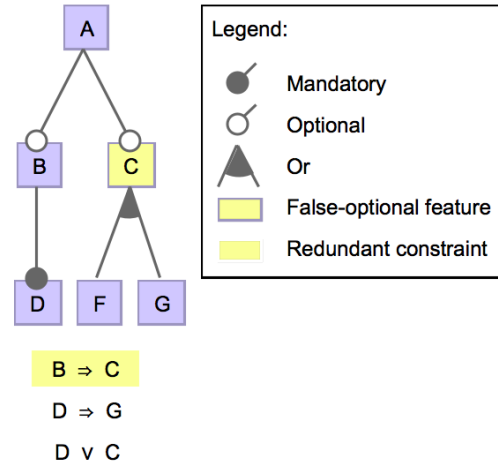 A
B
C
D
F
G
B ⇒ C
D ⇒ G
D ∨ C
Legend:
Mandatory
Optional
Or
False-optional feature
Redundant constraint